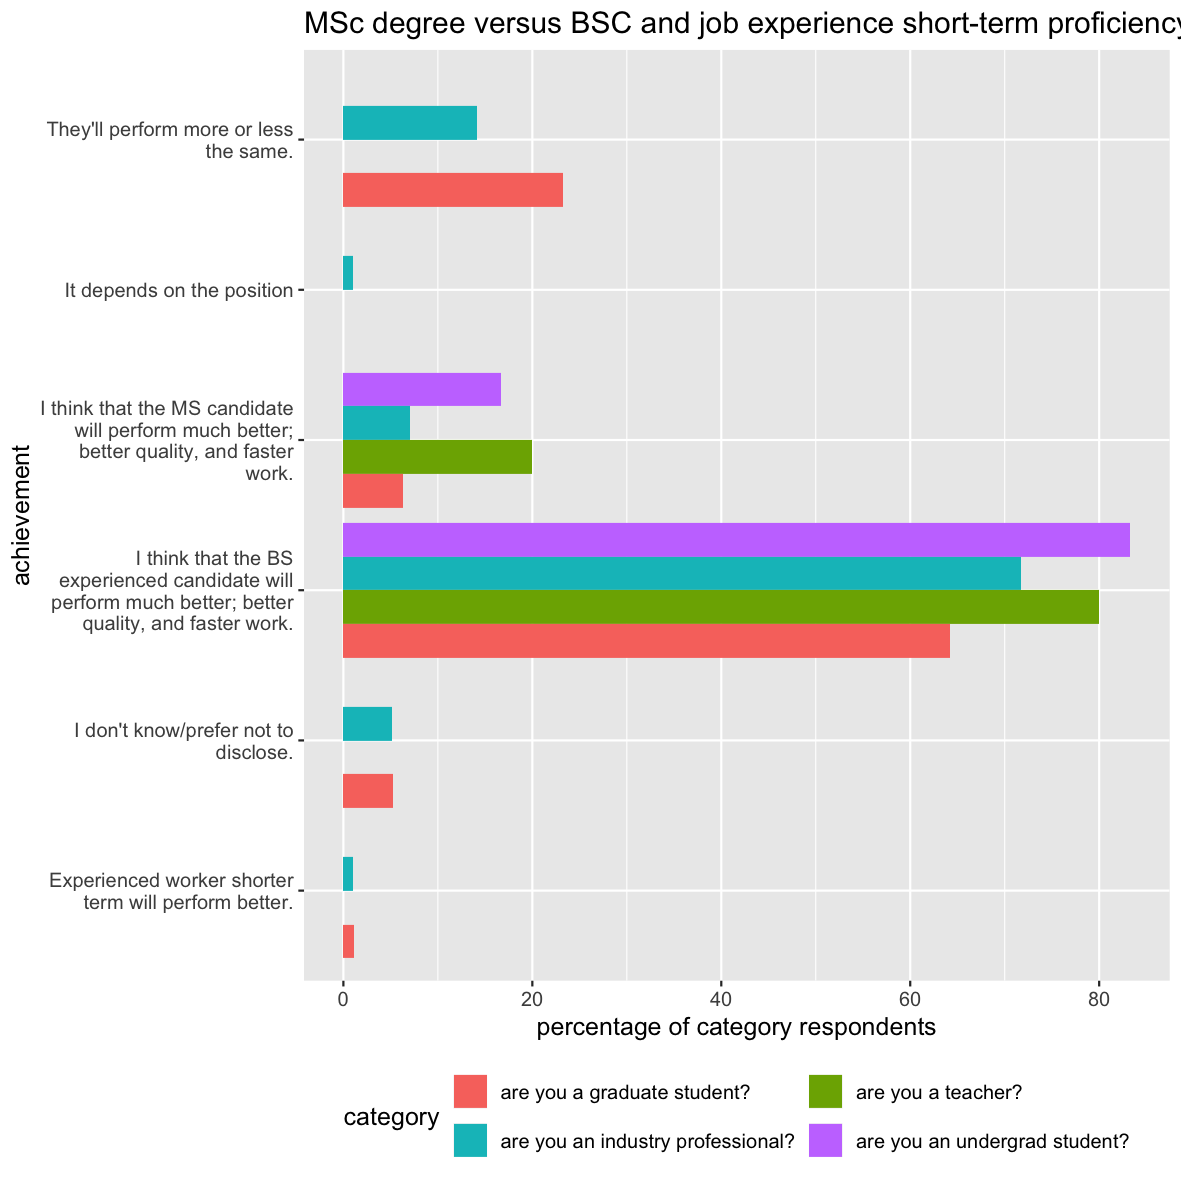 MSc degree versus BSC and job experience short-term proficiency
They'll perform more or less
the same.
It depends on the position
I think that the MS candidate
will perform much better;
better quality, and faster
work.
I think that the BS
experienced candidate will
perform much better; better
quality, and faster work.
I don't know/prefer not to
disclose.
Experienced worker shorter
term will perform better.
achievement
0 20 40 60 80
percentage of category respondents
category
are you a graduate student? are you a teacher?
are you an industry professional? are you an undergrad student?